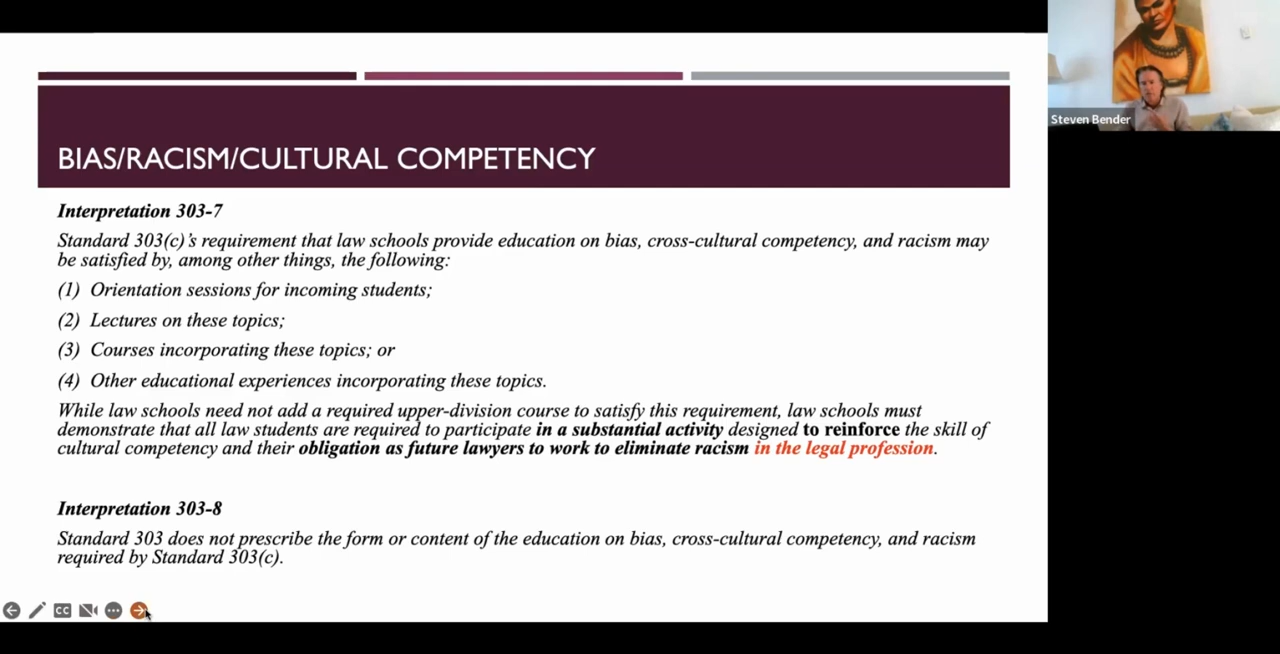 BIAS/RACISM/CULTURAL COMPETENCY
Steven Bender
Interpretation 303-7
Standard 303(c)'s requirement that law schools provide education on bias, cross-cultural competency, and racism may
be satisfied by, among other things, the following:
(1) Orientation sessions for incoming students;
(2) Lectures on these topics;
(3) Courses incorporating these topics; or
(4) Other educational experiences incorporating these topics.
While law schools need not add a required upper-division course to satisfy this requirement, law schools must
demonstrate that all law students are required to participate in a substantial activity designed to reinforce the skill of
cultural competency and their obligation as future lawyers to work to eliminate racism in the legal profession.
Interpretation 303-8
Standard 303 does not prescribe the form or content of the education on bias, cross-cultural competency, and racism
required by Standard 303(c).
CC